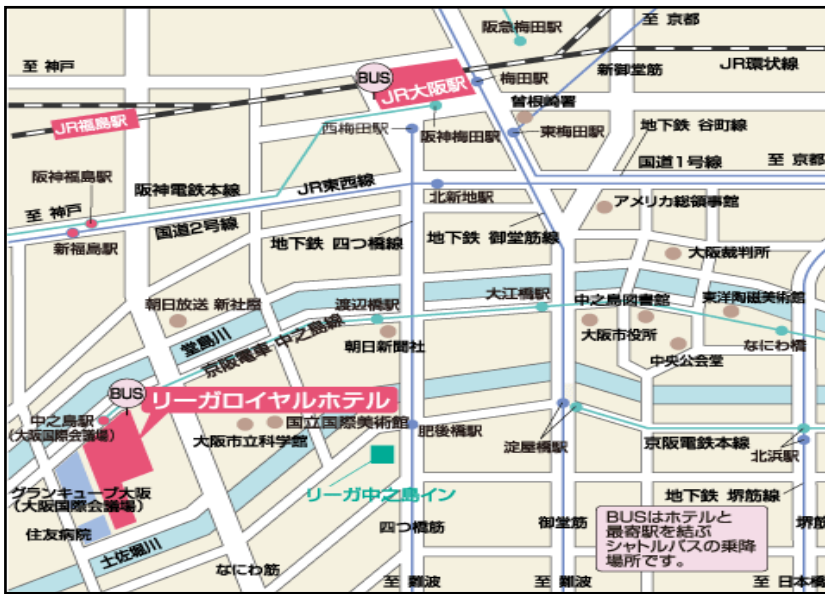 阪急梅田駅
至 京都
至 神戸
BUS
JR大阪駅
梅田駅
新御堂筋
JR環状線
曽根崎署
JR福島駅
西梅田駅
阪神梅田駅
東梅田駅
地下鉄 谷町線
国道1号線
至 京都
阪神福島駅
阪神電鉄本線
JR東西線
北新地駅
アメリカ総領事館
至 神戸
国道2号線
新福島駅
地下鉄 四つ橋線
地下鉄 御堂筋線
大阪裁判所
朝日放送 新社屋
渡辺橋駅
大江橋駅
中之島図書館
東洋陶磁美術館
堂島川
京阪電車 中之島線
朝日新聞社
大阪市役所
なにわ橋
中央公会堂
BUS
リーガロイヤルホテル
中之島駅
(大阪国際会議場)
国立国際美術館
大阪市立科学館
肥後橋駅
淀屋橋駅
京阪電鉄本線
北浜駅
グランキューブ大阪
(大阪国際会議場)
リーガ中之島イン
地下鉄 堺筋線
住友病院
土佐堀川
四つ橋筋
御堂筋
BUSはホテルと
最寄駅を結ぶ
シャトルバスの乗降
場所です。
堺筋
なにわ筋
至 難波
至 難波
至 日本橋